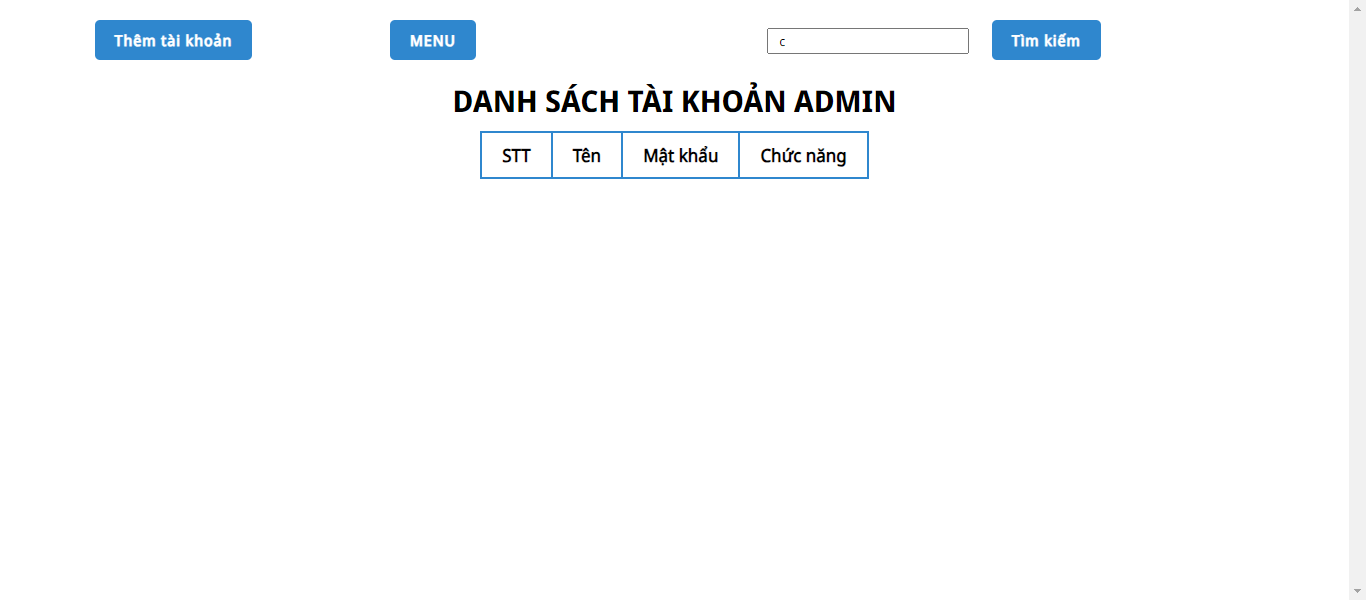 Thêm tài khoản MENU c Tìm kiếm
DANH SÁCH TÀI KHOẢN ADMIN
STT Tên Mật khẩu Chức năng